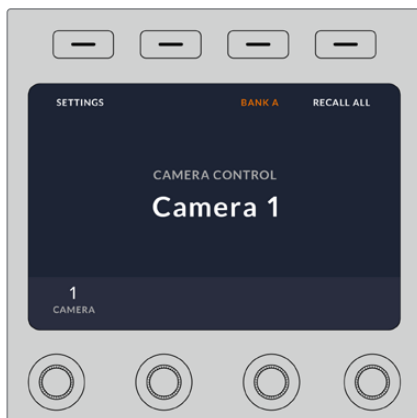 SETTINGS BANK A RECALL ALL
CAMERA CONTROL
Camera 1
1
CAMERA